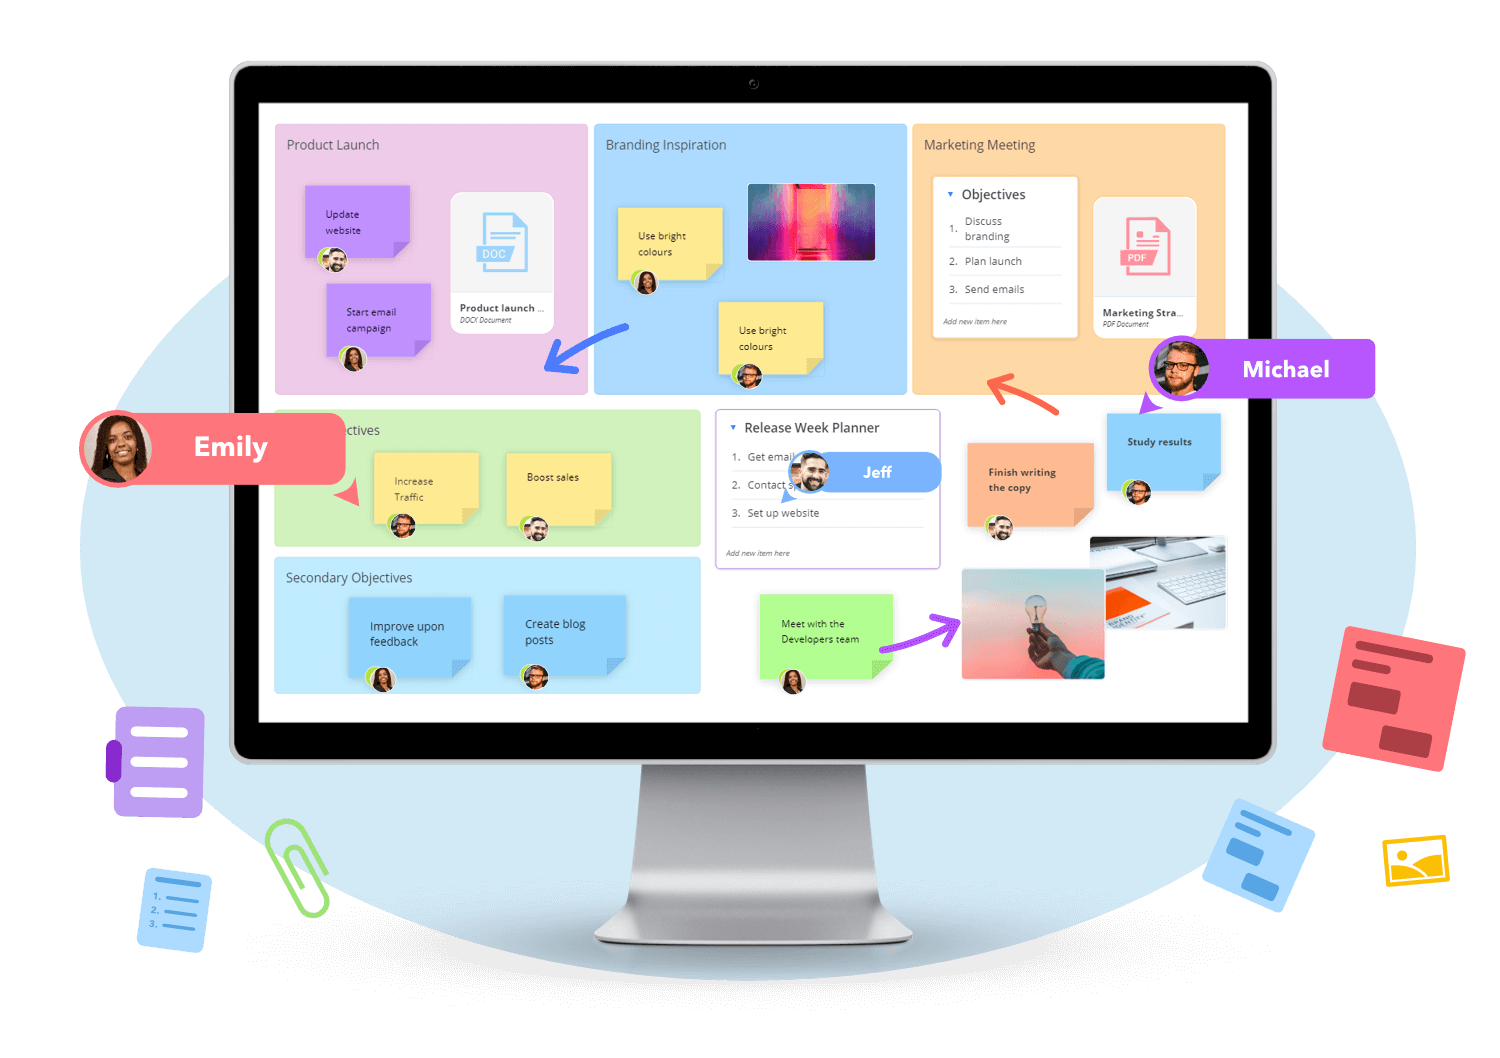 Product Launch
Update
website
DOC
Start email
campaign
Product launch ...
DOCX Document
Branding Inspiration
Use bright
colours
Use bright
colours
Marketing Meeting
Objectives
1. Discuss
branding
2. Plan launch
3. Send emails
Add new item here
PDF
Marketing Stra...
PDF Document
Michael
Emily
ctives
Increase
Traffic
Boost sales
Release Week Planner
1. Get email
2. Contact
3. Set up website
Add new item here
Jeff
Finish writing
the copy
Study results
Secondary Objectives
Improve upon
feedback
Create blog
posts
Meet with the
Developers team
1.
2.
3.